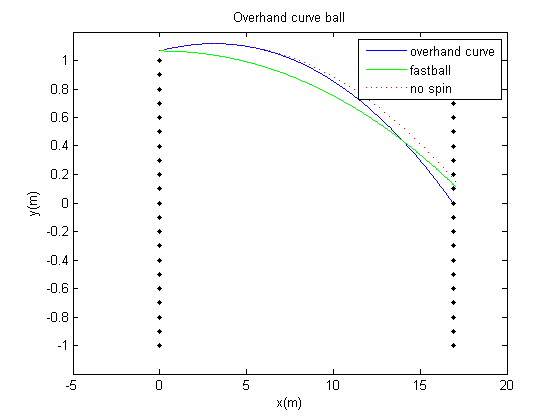 Overhand curve ball
overhand curve
fastball
no spin
1
0.8
0.6
0.4
0.2
0
-0.2
-0.4
-0.6
-0.8
-1
y(m)
-5
0
5
10
15
20
x(m)